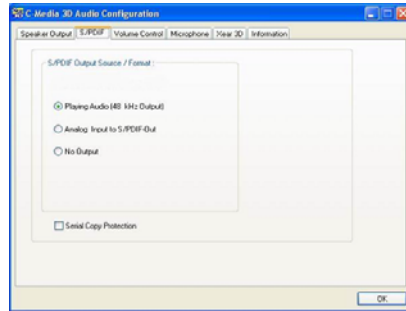 C-Media 3D Audio Configuration
Speaker Output S/PDIF Volume Control Microphone Xear 3D Information
S/PDIF Output Source / Format :
Playing Audio (48 kHz Output)
Analog Input to S/PDIF-Out
No Output
Serial Copy Protection
OK